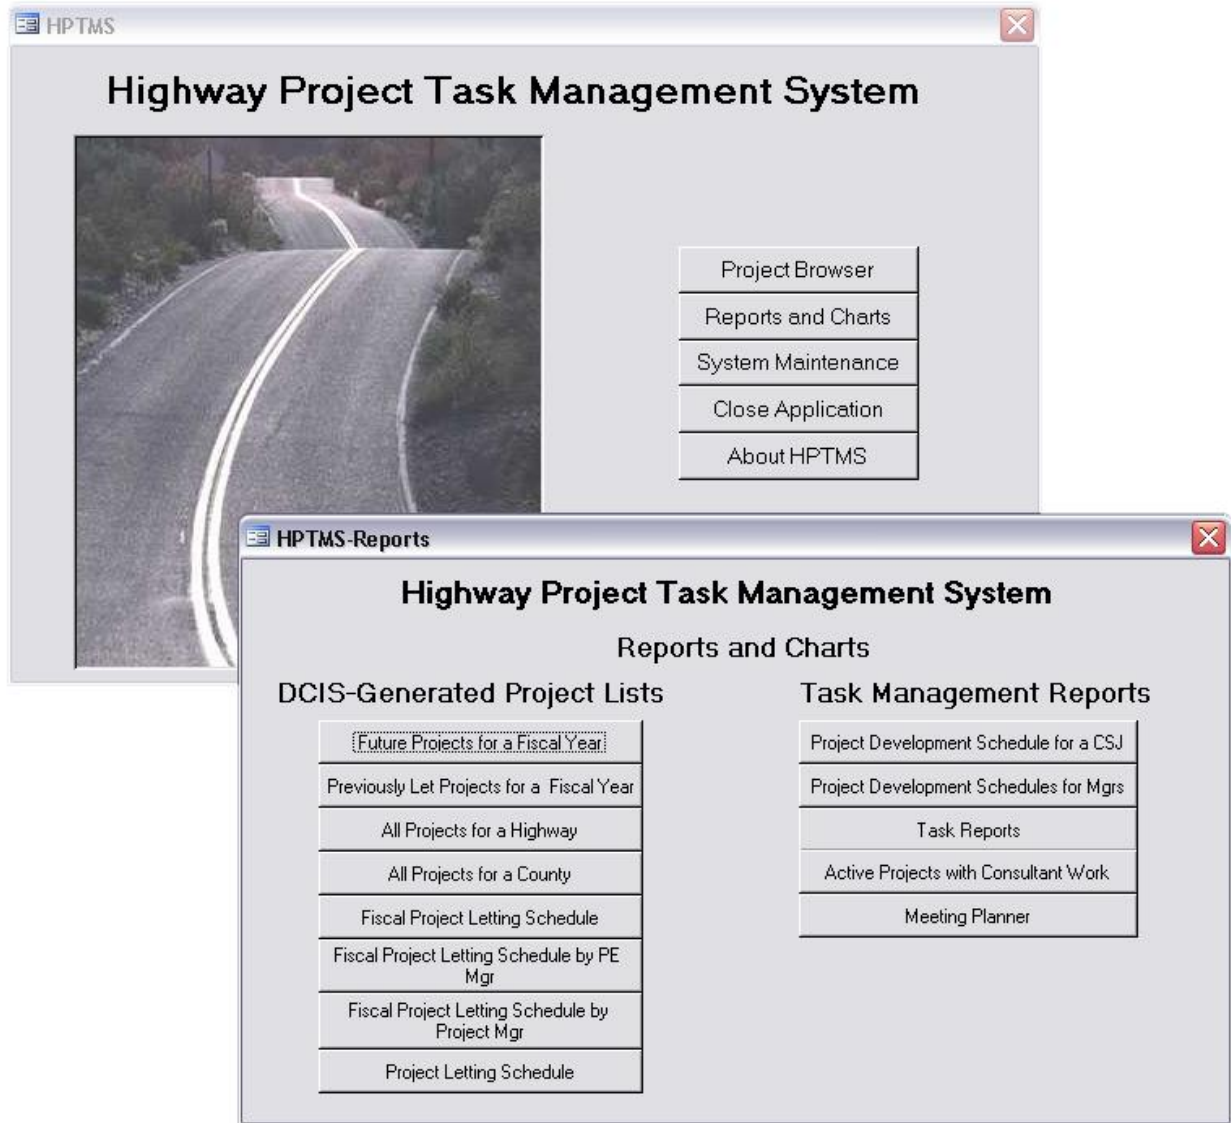 HPTMS
Highway Project Task Management System
Project Browser
Reports and Charts
System Maintenance
Close Application
About HPTMS
HPTMS-Reports
Highway Project Task Management System
Reports and Charts
DCIS-Generated Project Lists
Future Projects for a Fiscal Year
Previously Let Projects for a Fiscal Year
All Projects for a Highway
All Projects for a County
Fiscal Project Letting Schedule
Fiscal Project Letting Schedule by PE
Mgr
Fiscal Project Letting Schedule by
Project Mgr
Project Letting Schedule
Task Management Reports
Project Development Schedule for a CSJ
Project Development Schedules for Mgrs
Task Reports
Active Projects with Consultant Work
Meeting Planner